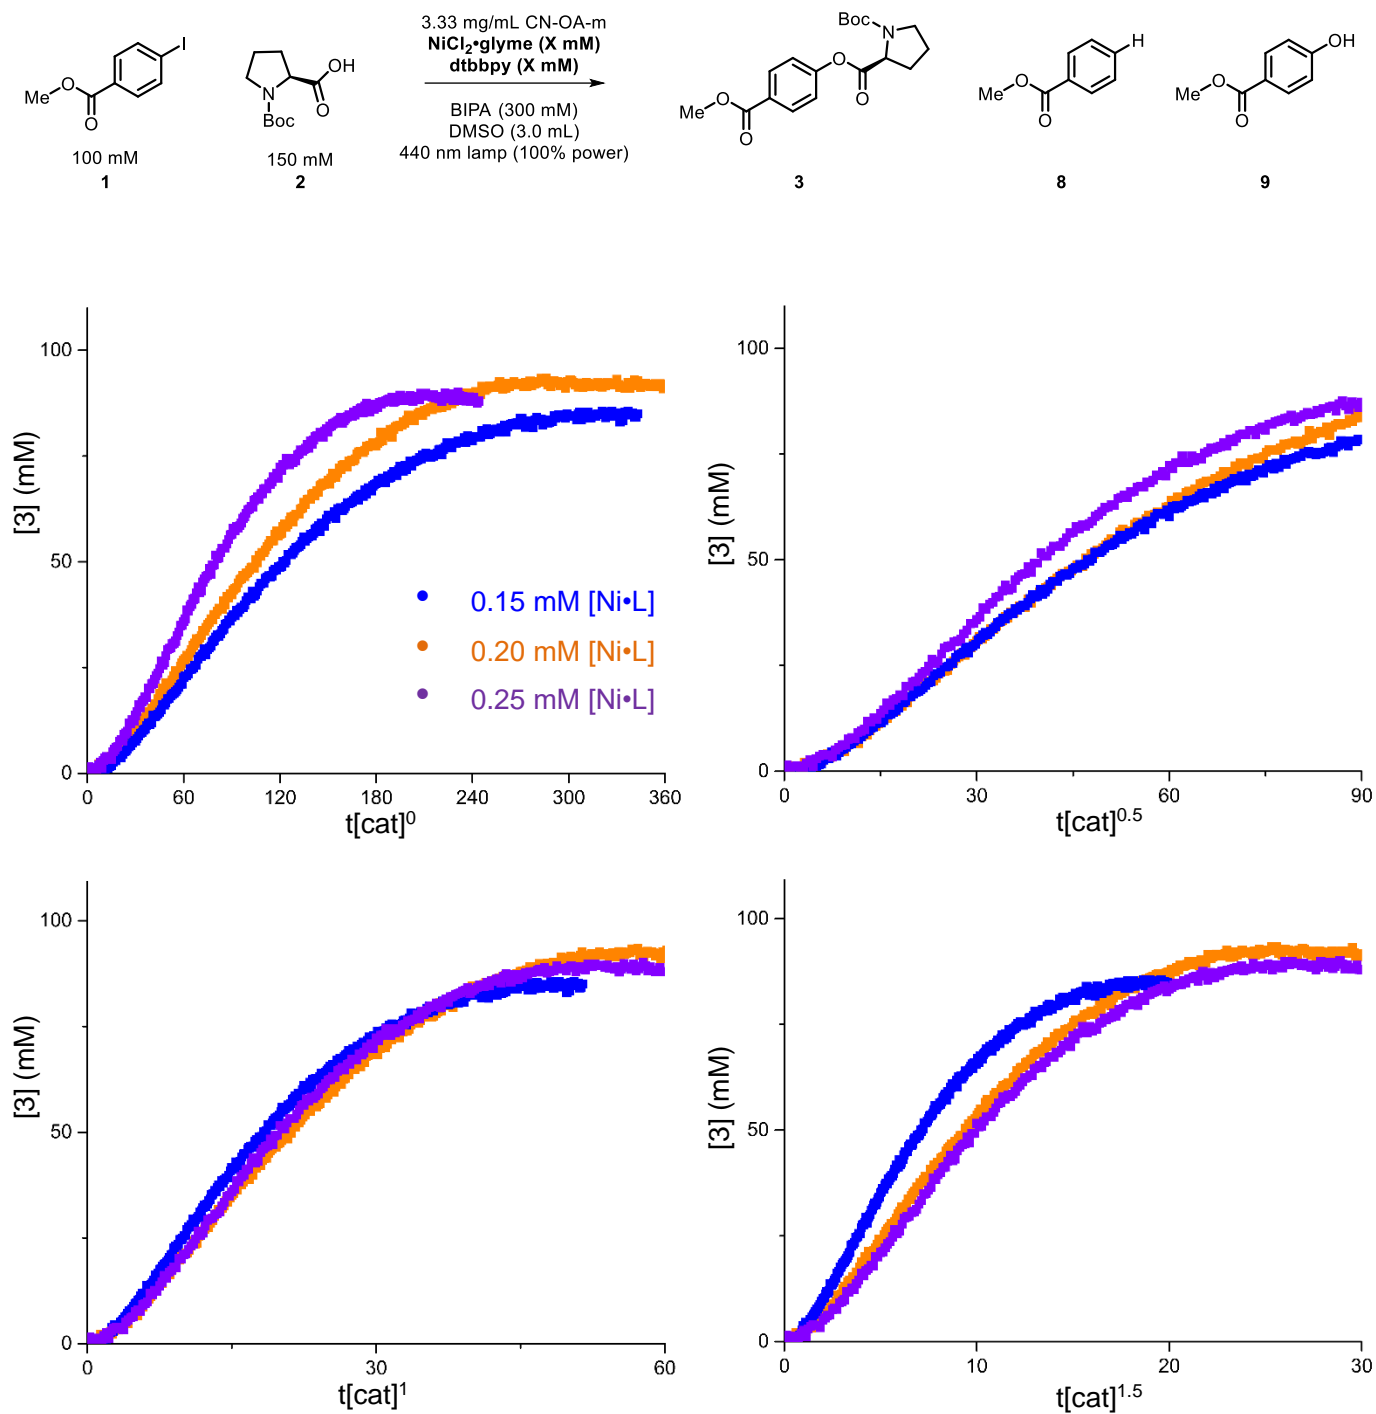 I
MeO
O
N
Boc
OH
O
100 mM
1
150 mM
2
3.33 mg/mL CN-OA-m
NiCl2•glyme (X mM)
dtbbpy (X mM)
BIPA (300 mM)
DMSO (3.0 mL)
440 nm lamp (100% power)
Boc
N
O
O
MeO
O
3
H
MeO
O
8
OH
MeO
O
9
[3] (mM)
100
50
0
0 60 120 180 240 300 360
t[cat]0
0.15 mM [Ni•L]
0.20 mM [Ni•L]
0.25 mM [Ni•L]
[3] (mM)
100
50
0
0 30 60 90
t[cat]0.5
[3] (mM)
100
50
0
0 30 60
t[cat]1
[3] (mM)
100
50
0
0 10 20 30
t[cat]1.5